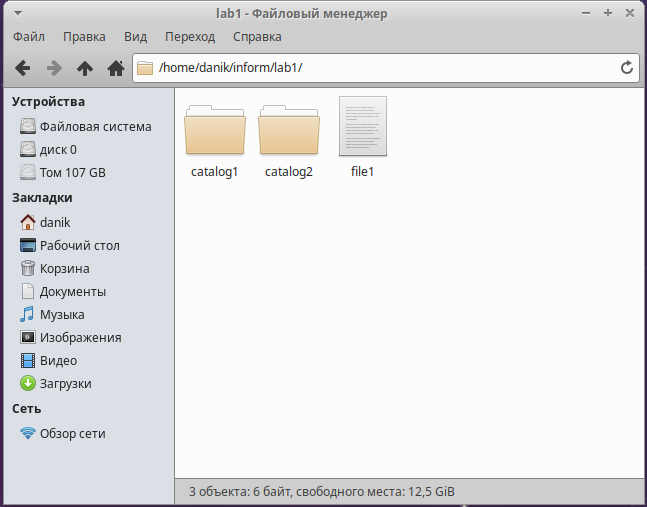 lab1 - Файловый менеджер
Файл Правка Вид Переход Справка
/home/danik/inform/lab1/
Устройства
Файловая система
диск 0
Том 107 GB
Закладки
danik
Рабочий стол
Корзина
Документы
Музыка
Изображения
Видео
Загрузки
Сеть
Обзор сети
catalog1 catalog2 file1
3 объекта: 6 байт, свободного места: 12,5 GiB